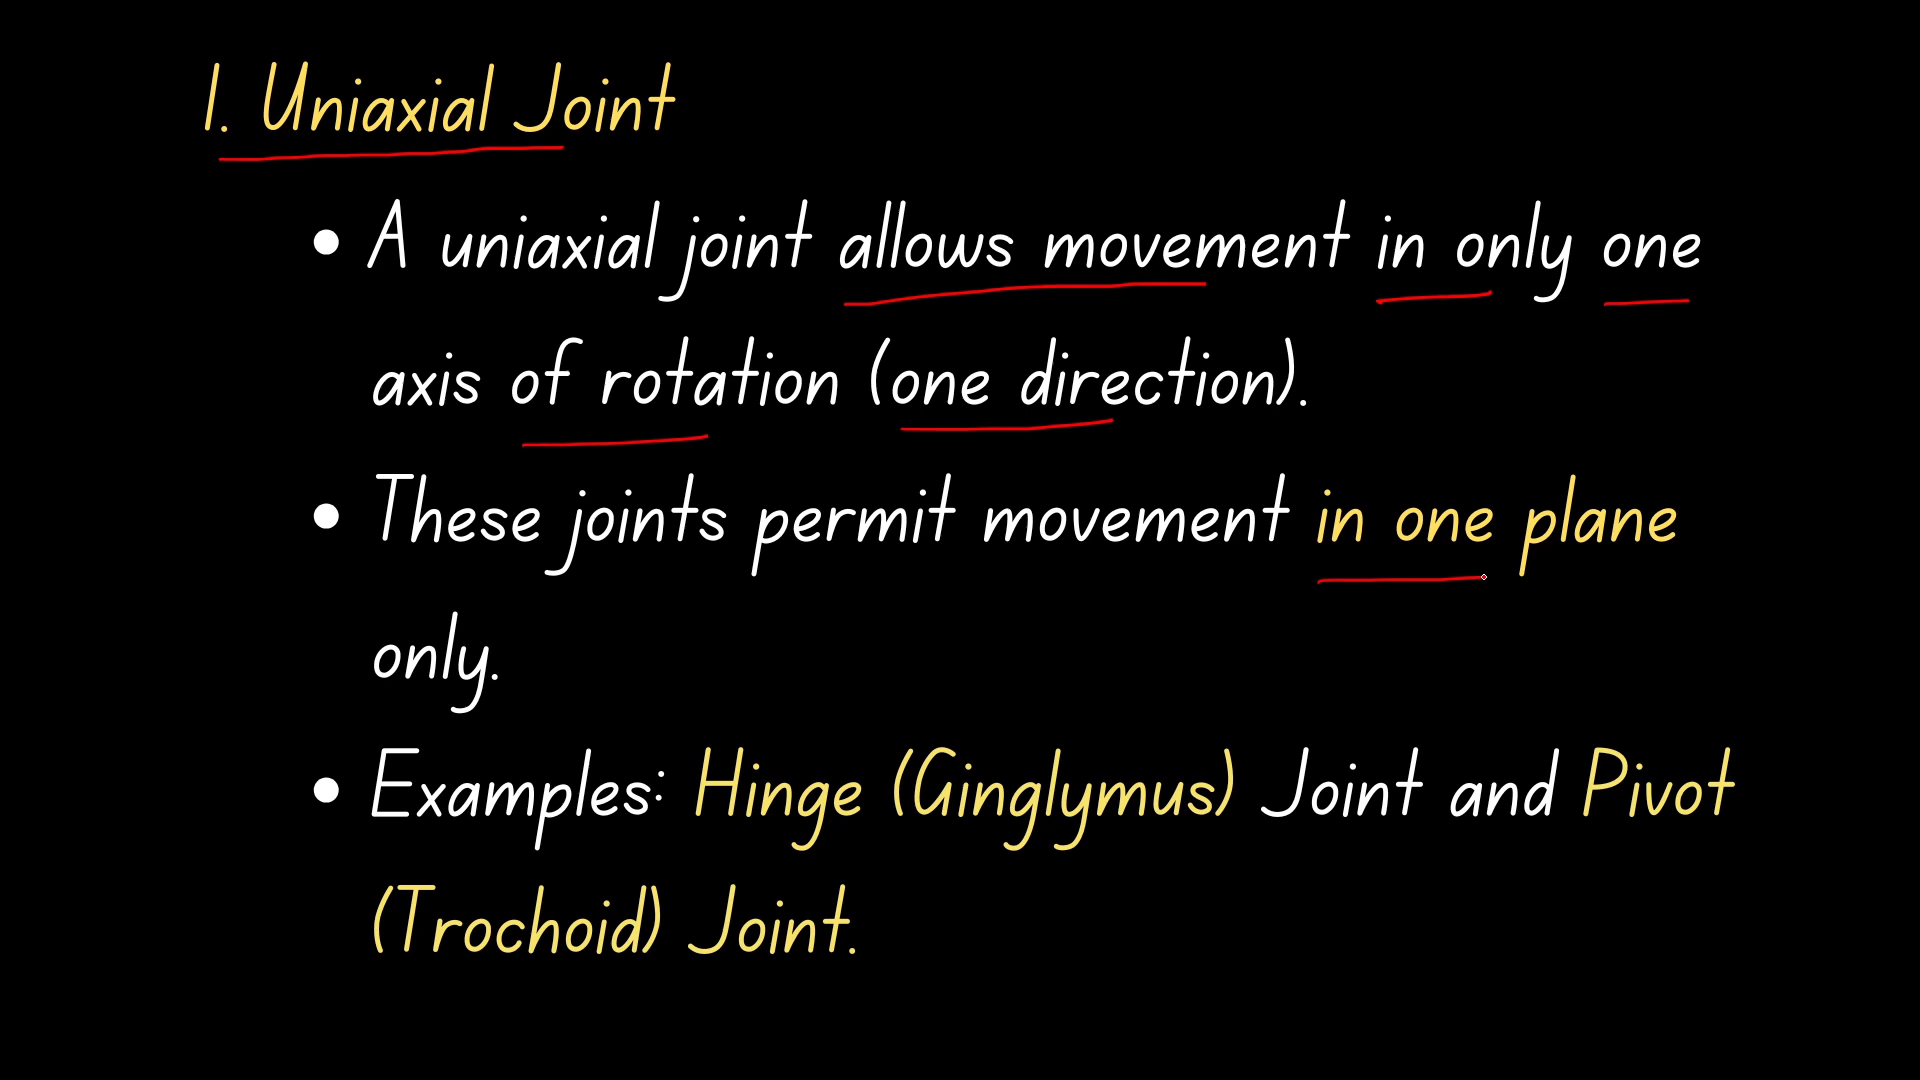 1. Uniaxial Joint
• A uniaxial joint allows movement in only one
axis of rotation (one direction).
• These joints permit movement in one plane
only.
• Examples: Hinge (Ginglymus) Joint and Pivot
(Trochoid) Joint.